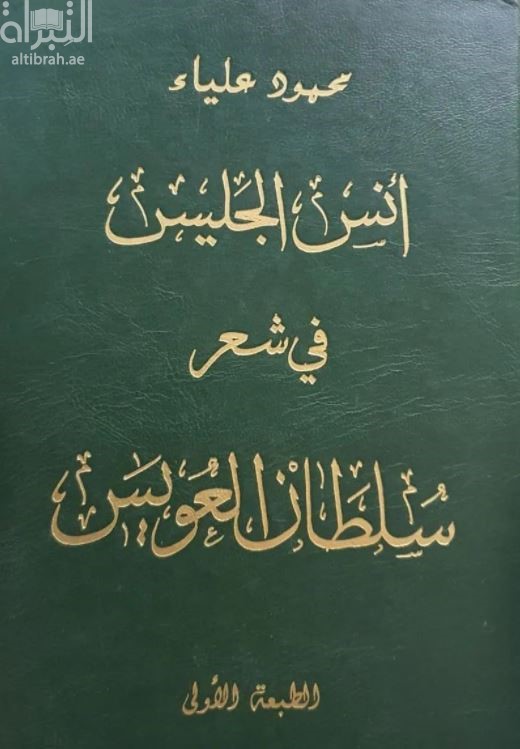 التبراة
altibrah.ae
محمود علياء
أنس الجليس
في شعر
سلطان العويس
الطبعة الأولى